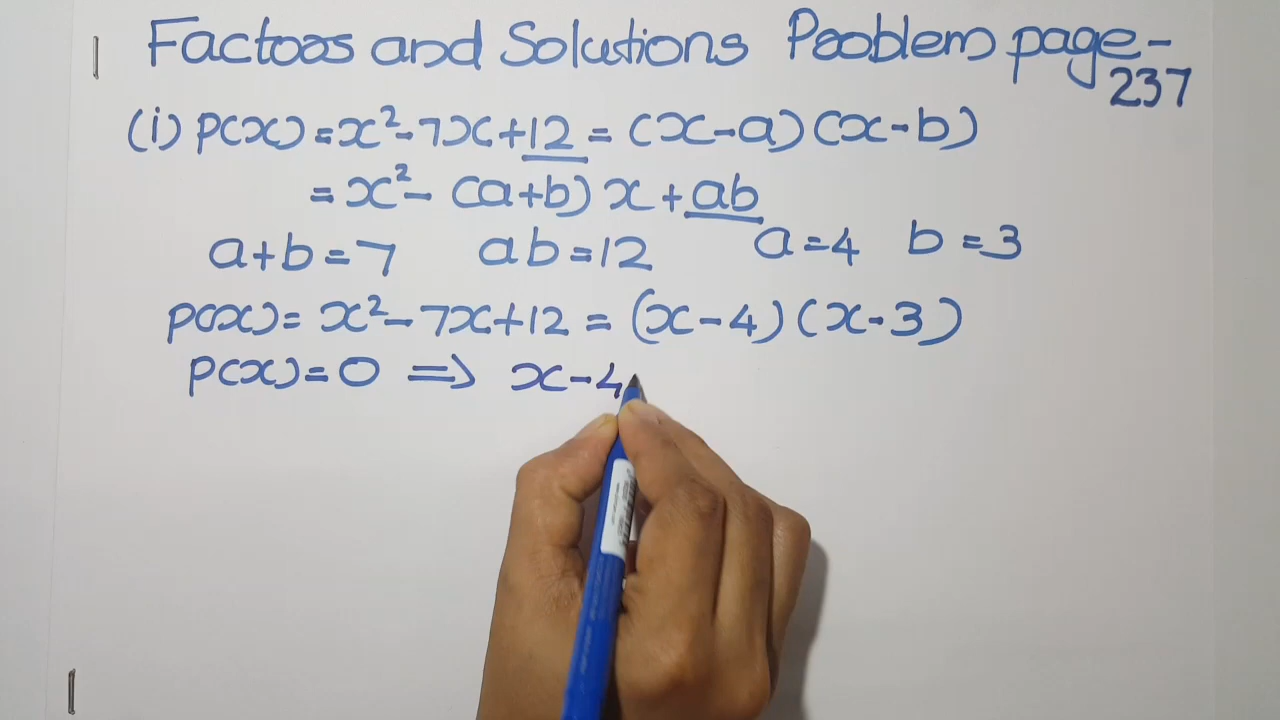 Factors and Solutions Problem page-
237
(i) P(x) = x² - 7x + 12 = (x - a) (x - b)
= x² - (a + b) x + ab
a + b = 7 ab = 12 a = 4 b = 3
p(x) = x² - 7x + 12 = (x - 4) (x - 3)
P(x) = 0 ⇒ x - 4